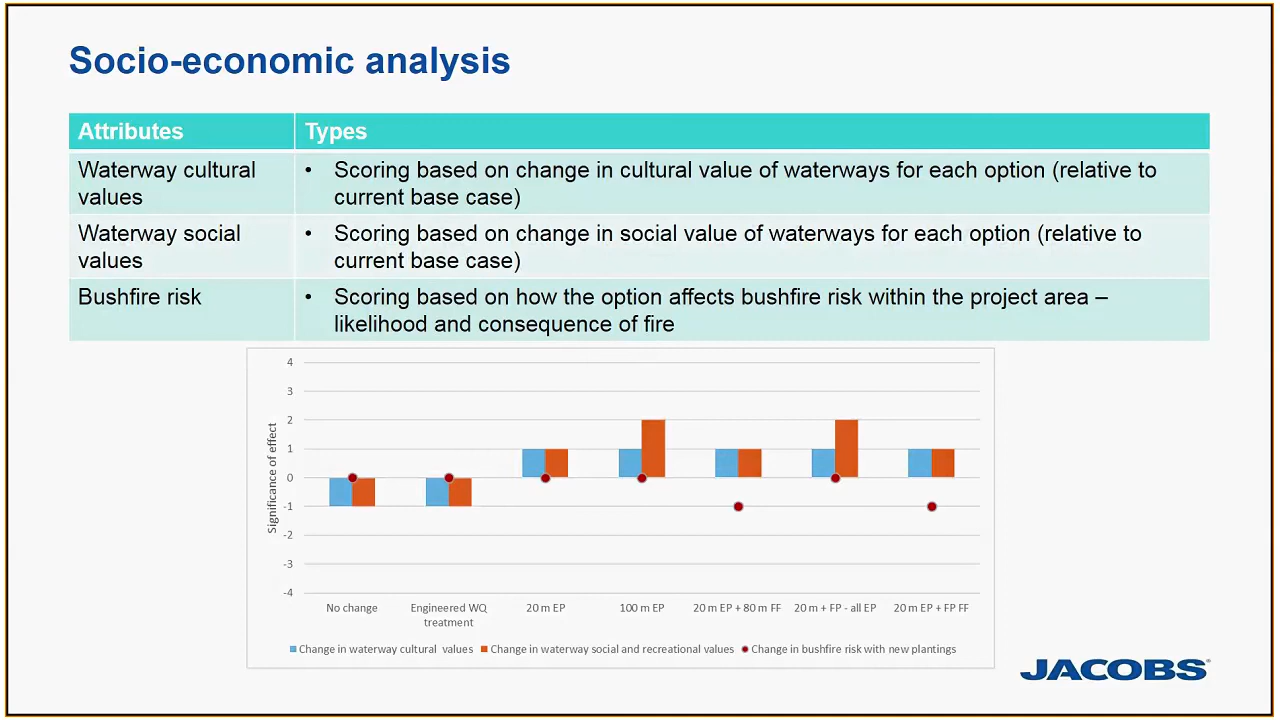 Socio-economic analysis
Attributes Types
Waterway cultural values
• Scoring based on change in cultural value of waterways for each option (relative to
current base case)
Waterway social values
• Scoring based on change in social value of waterways for each option (relative to
current base case)
Bushfire risk
• Scoring based on how the option affects bushfire risk within the project area –
likelihood and consequence of fire
Significance of effect
4
3
2
1
0
-1
-2
-3
-4
No change
Engineered WQ
treatment
20 m EP
100 m EP
20 m EP + 80 m FF
20 m + FP - all EP
20 m EP + FP FF
Change in waterway cultural values
Change in waterway social and recreational values
Change in bushfire risk with new plantings
JACOBS®